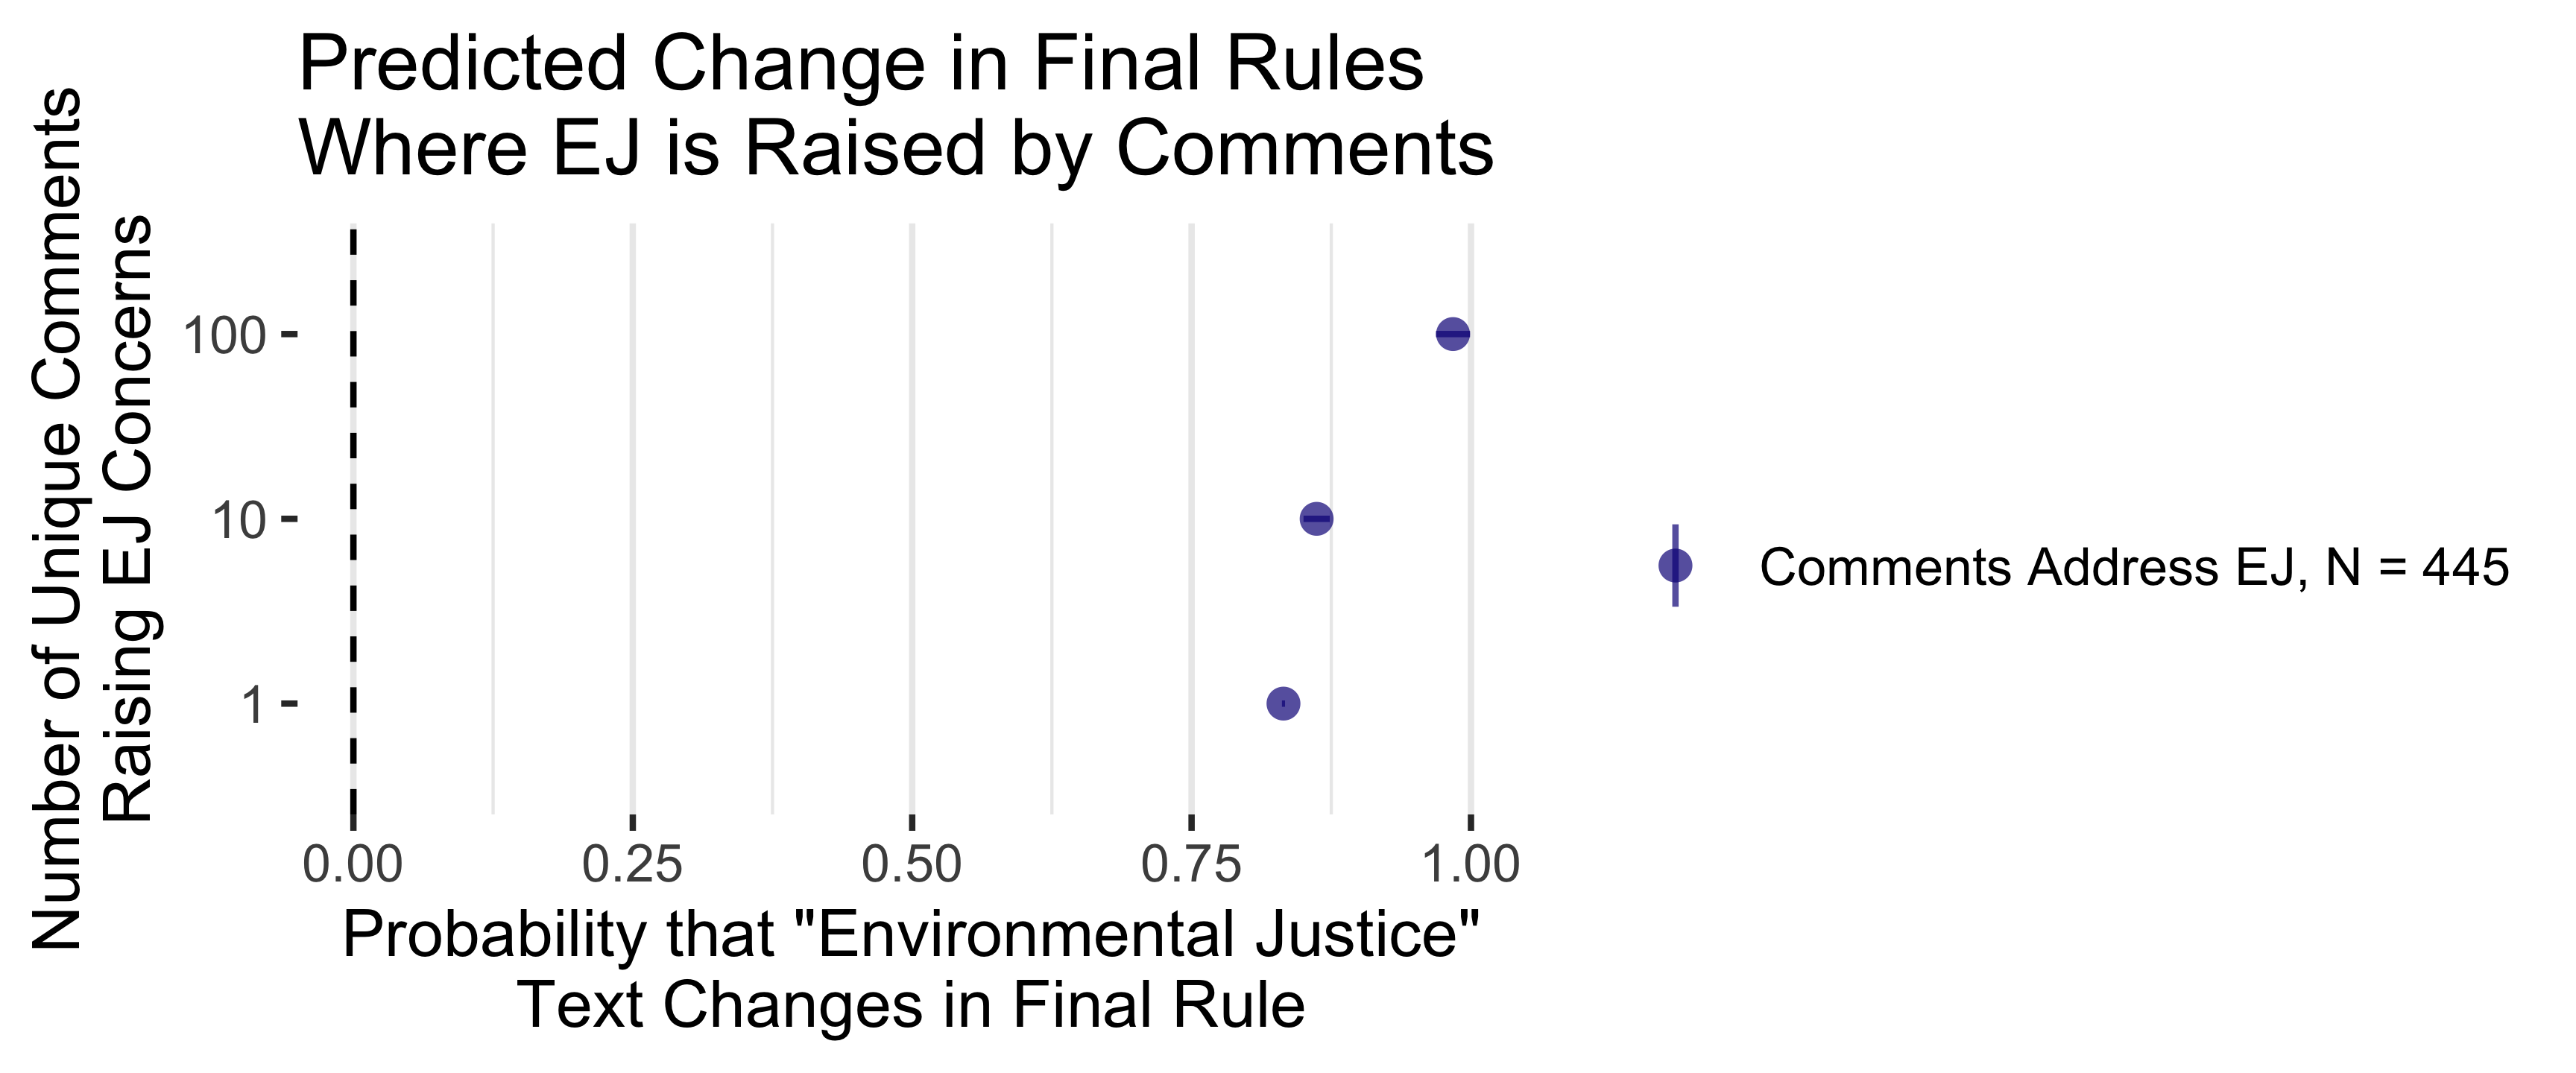 Predicted Change in Final Rules
Where EJ is Raised by Comments
Number of Unique Comments
Raising EJ Concerns
100
10
1
0.00 0.25 0.50 0.75 1.00
Probability that "Environmental Justice"
Text Changes in Final Rule
Comments Address EJ, N = 445